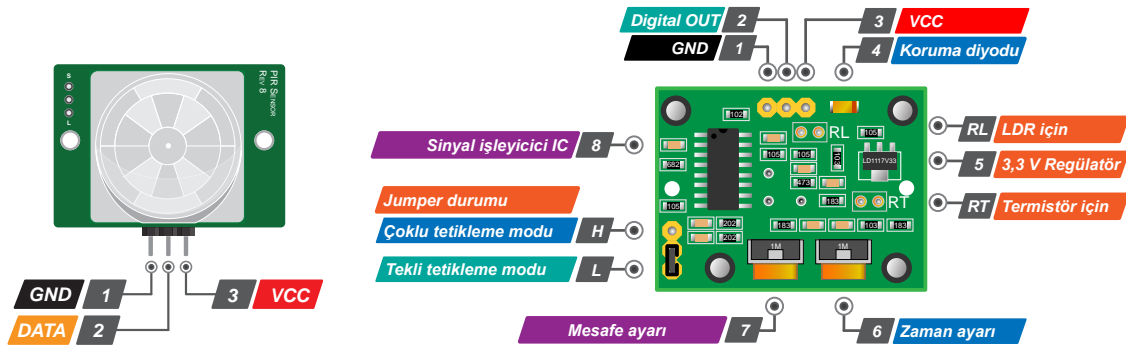 S
L
PIR Sensor
Rev 8
GND 1
DATA 2
3 VCC
Digital OUT 2
GND 1
3 VCC
4 Koruma diyodu
Sinyal işleyicici IC 8
Jumper durumu
Çoklu tetikleme modu H
Tekli tetikleme modu L
RL LDR için
5 3,3 V Regülatör
RT Termistör için
Mesafe ayarı 7
6 Zaman ayarı
102
RL
105
682
105
105
103
LD1117V33
473
105
183
RT
202
202
183
183
103
183
1M
1M